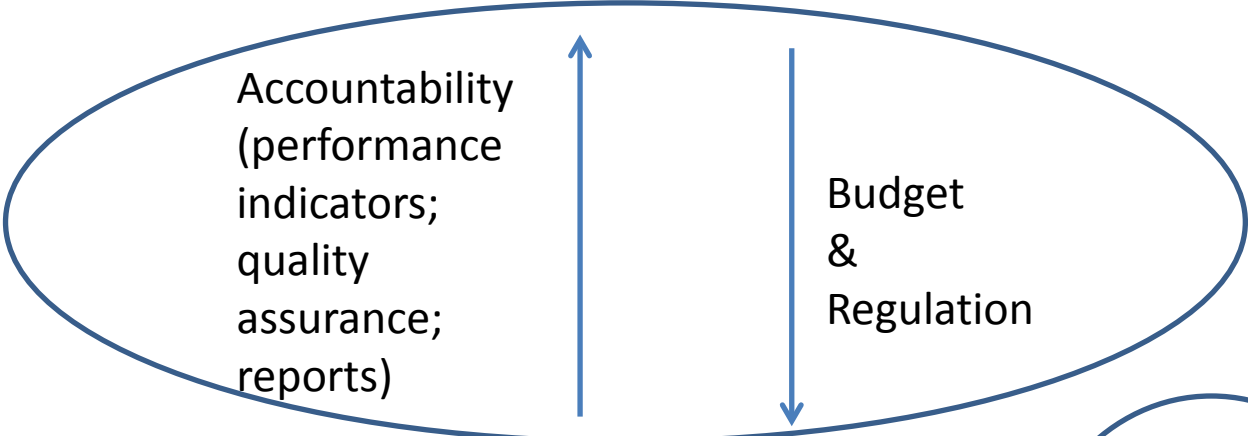 Accountability
(performance
indicators;
quality
assurance;
reports)
Budget
&
Regulation